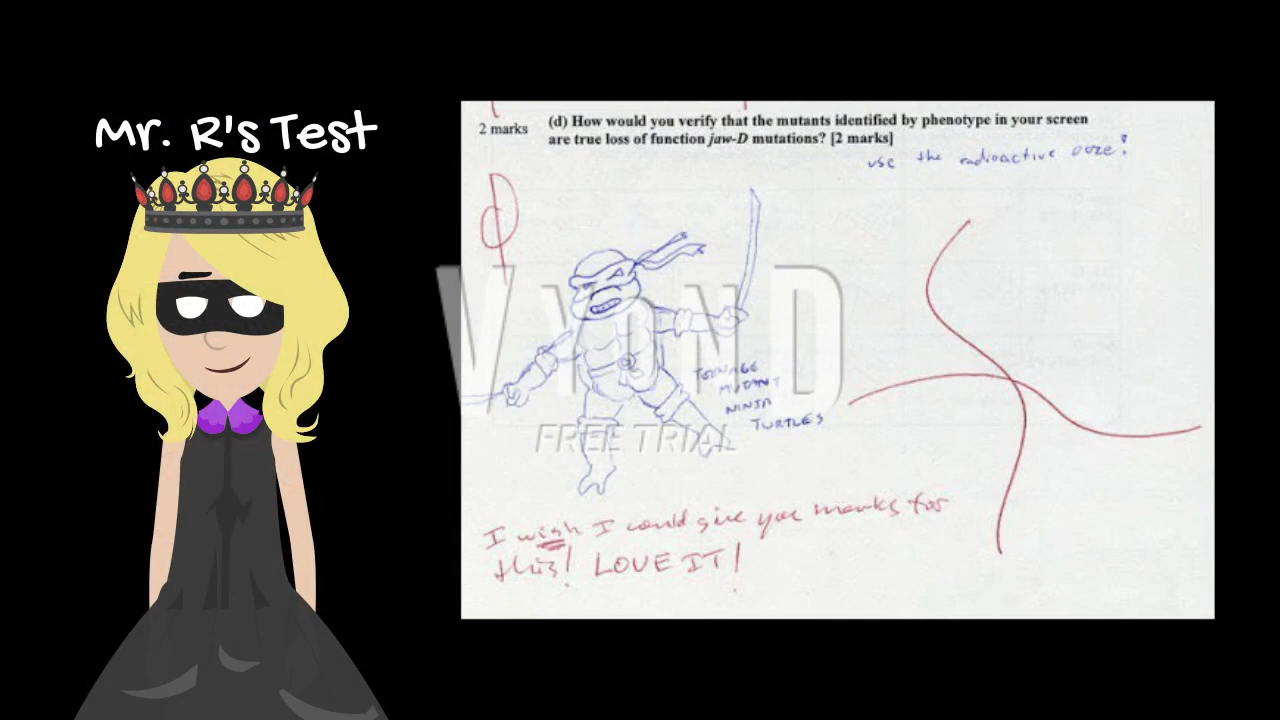 Mr. R's Test
2 marks
(d) How would you verify that the mutants identified by phenotype in your screen
are true loss of function jaw-D mutations? [2 marks]
use the radioactive ooze!
TEENAGE
MUTANT
NINJA
TURTLES
VYOND
FREE TRIAL
I wish I could give you marks for
this! LOVE IT!